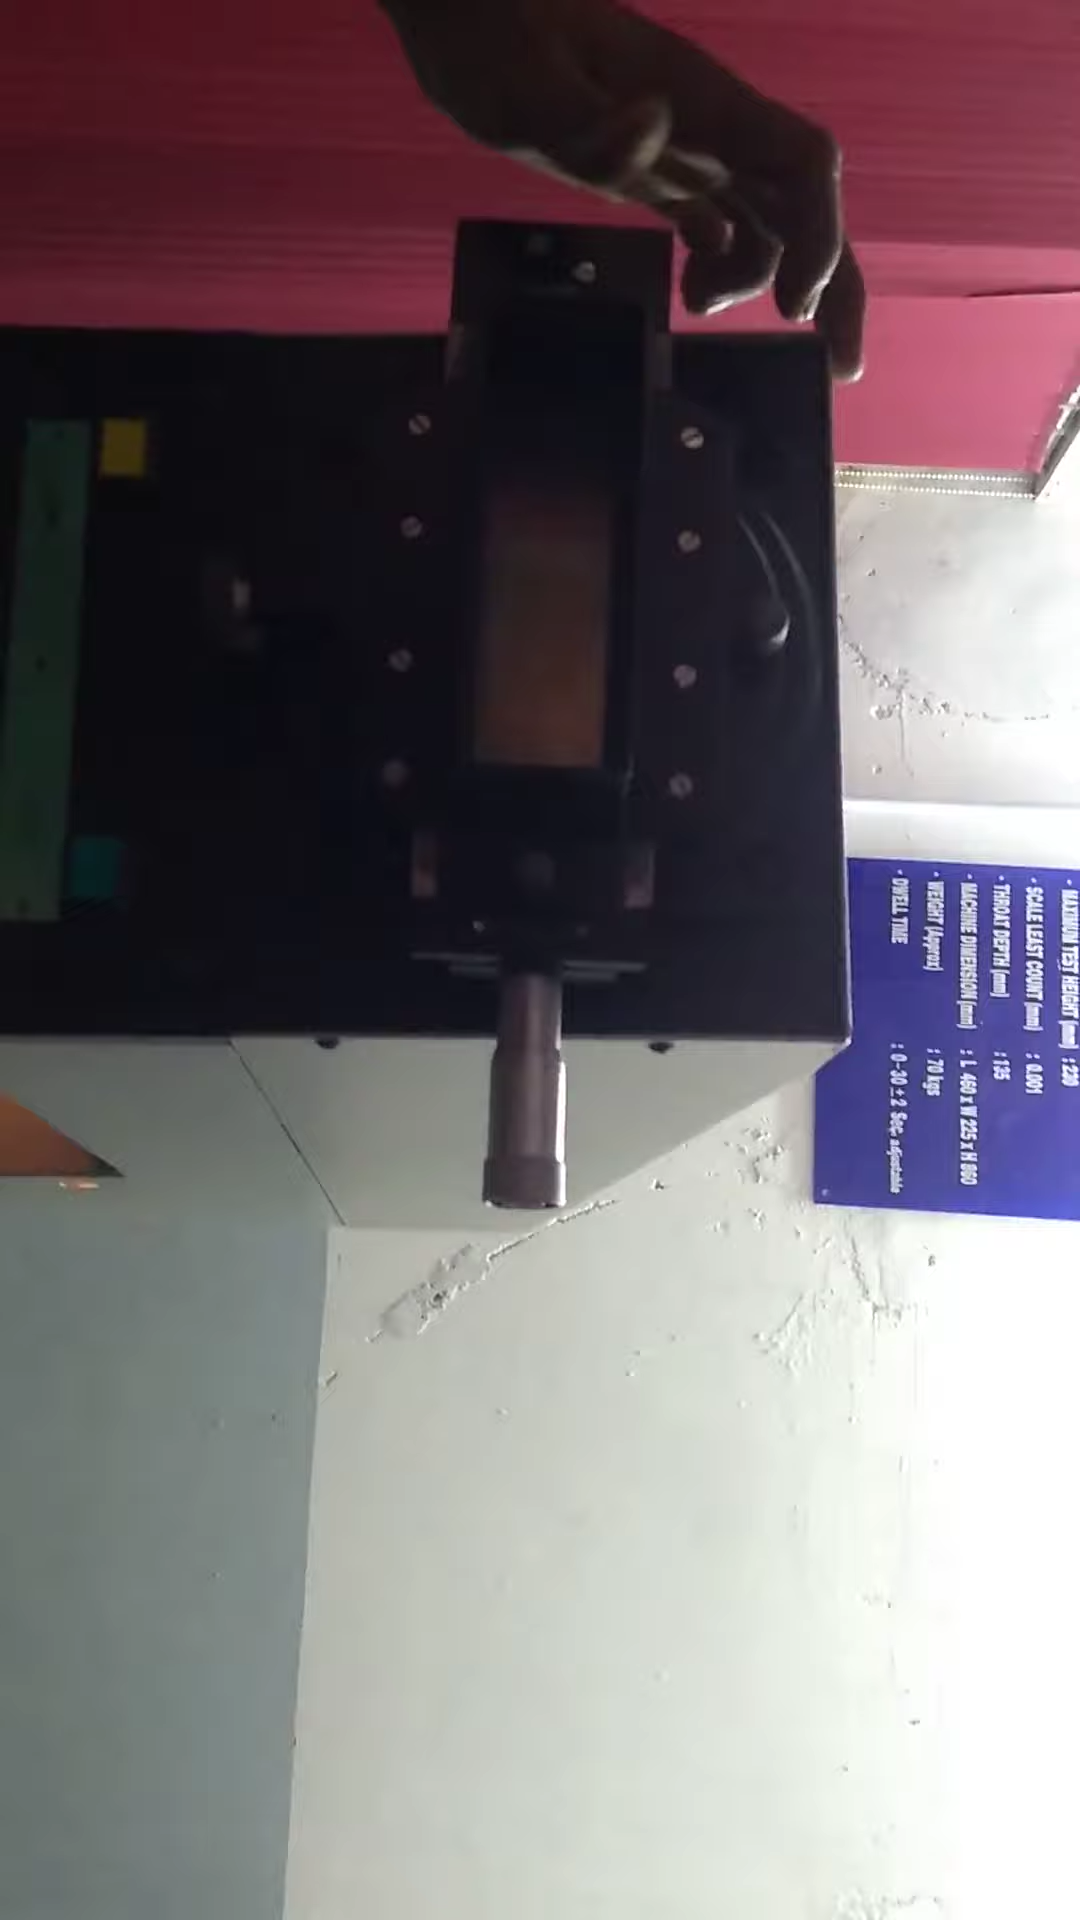 · MAXIMUM TEST HEIGHT (mm) : 230
· SCALE LEAST COUNT (mm) : 0.001
· THROAT DEPTH (mm) : 135
· MACHINE DIMENSION (mm) : L 460 x W 225 x H 860
· WEIGHT (Approx) : 70 kgs
· DWELL TIME : 0-30 ± 2 Sec, adjustable